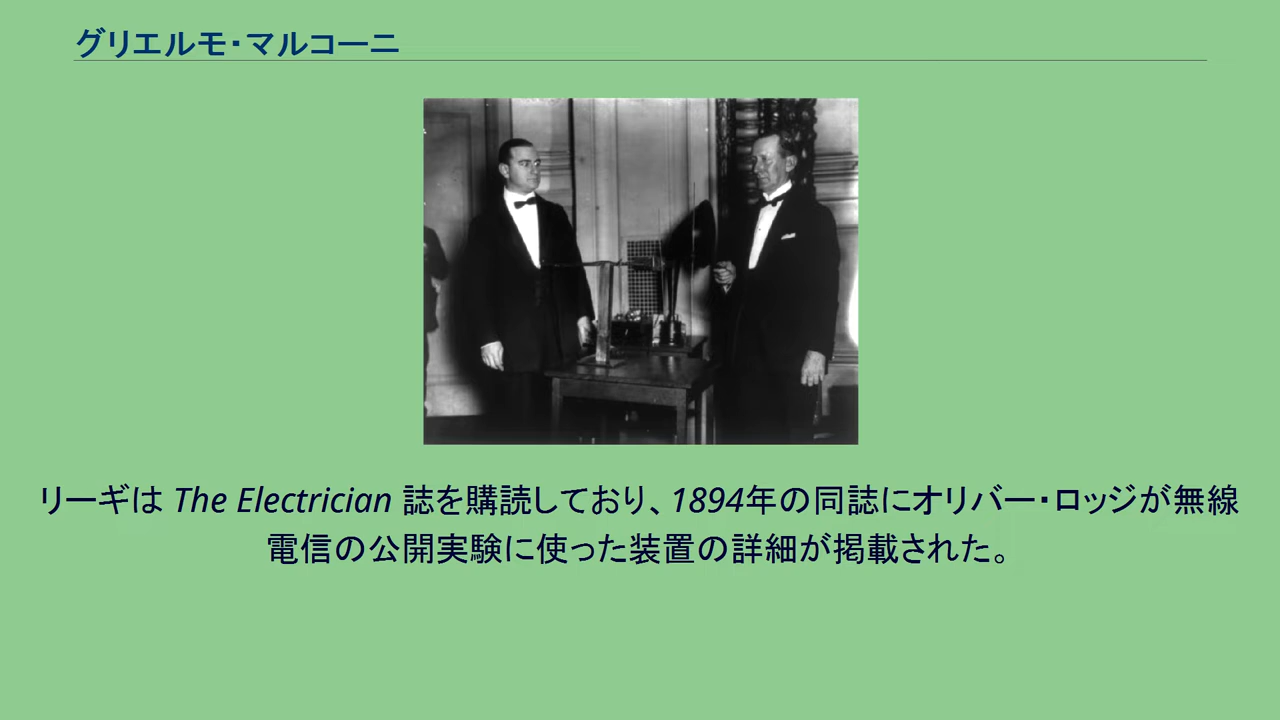 グリエルモ・マルコーニ
リーギは The Electrician 誌を購読しており、1894年の同誌にオリバー・ロッジが無線
電信の公開実験に使った装置の詳細が掲載された。